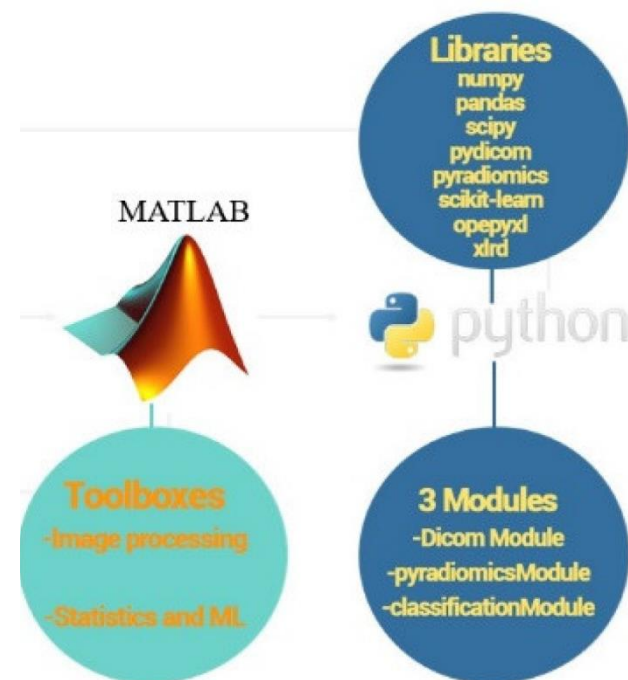 Libraries
numpy
pandas
scipy
pydicom
pyradiomics
scikit-learn
opepyxl
xlrd
MATLAB
python
Toolboxes
-Image processing
-Statistics and ML
3 Modules
-Dicom Module
-pyradiomicsModule
-classificationModule